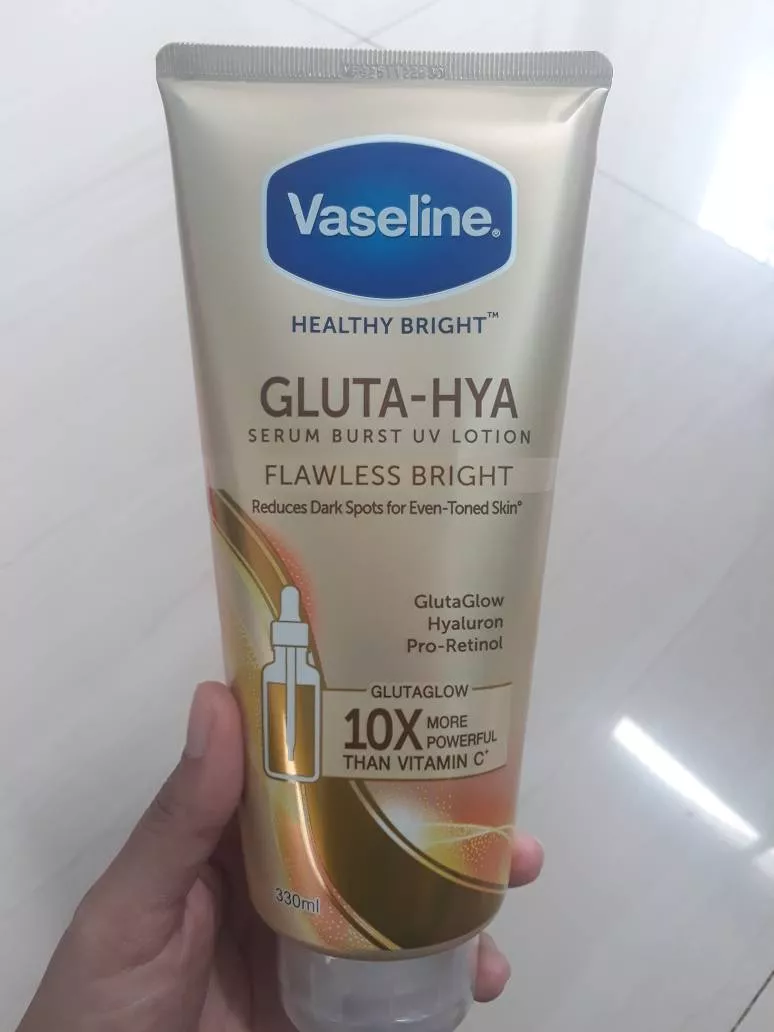 Vaseline®
HEALTHY BRIGHT™
GLUTA-HYA
SERUM BURST UV LOTION
FLAWLESS BRIGHT
Reduces Dark Spots for Even-Toned Skin°
GlutaGlow
Hyaluron
Pro-Retinol
GLUTAGLOW
10X MORE POWERFUL
THAN VITAMIN C*
330ml